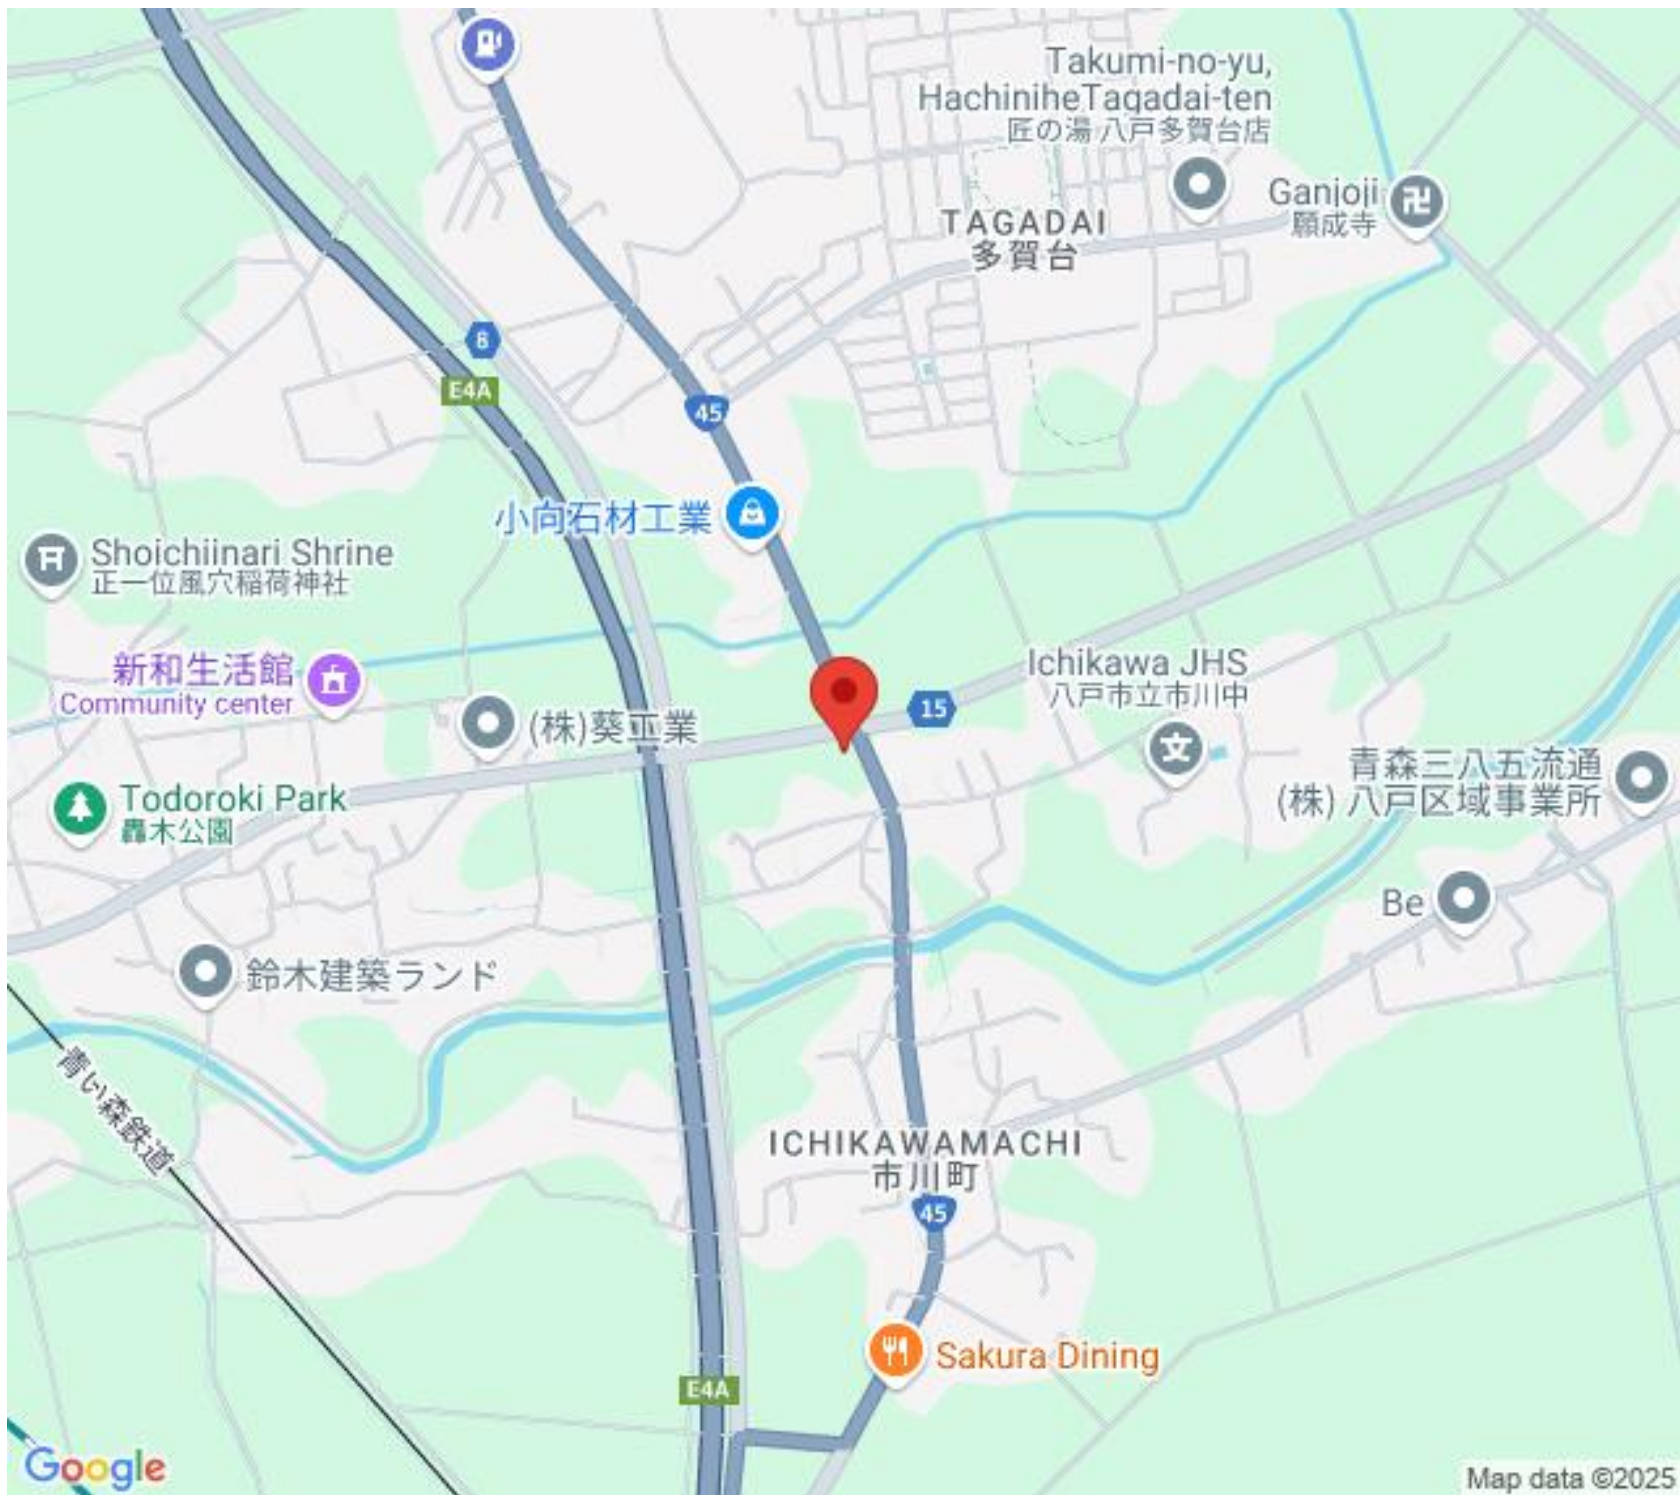 Takumi-no-yu,
HachiniheTagadai-ten
匠の湯 八戸多賀台店
Ganjoji
願成寺
TAGADAI
多賀台
8
E4A
45
小向石材工業
Shoichiinari Shrine
正一位風穴稲荷神社
新和生活館
Community center
(株)葵工業
15
Ichikawa JHS
八戸市立市川中
文
青森三八五流通
(株) 八戸区域事業所
Todoroki Park
轟木公園
Be
鈴木建築ランド
青い森鉄道
ICHIKAWAMACHI
市川町
45
Sakura Dining
E4A
Google
Map data ©2025